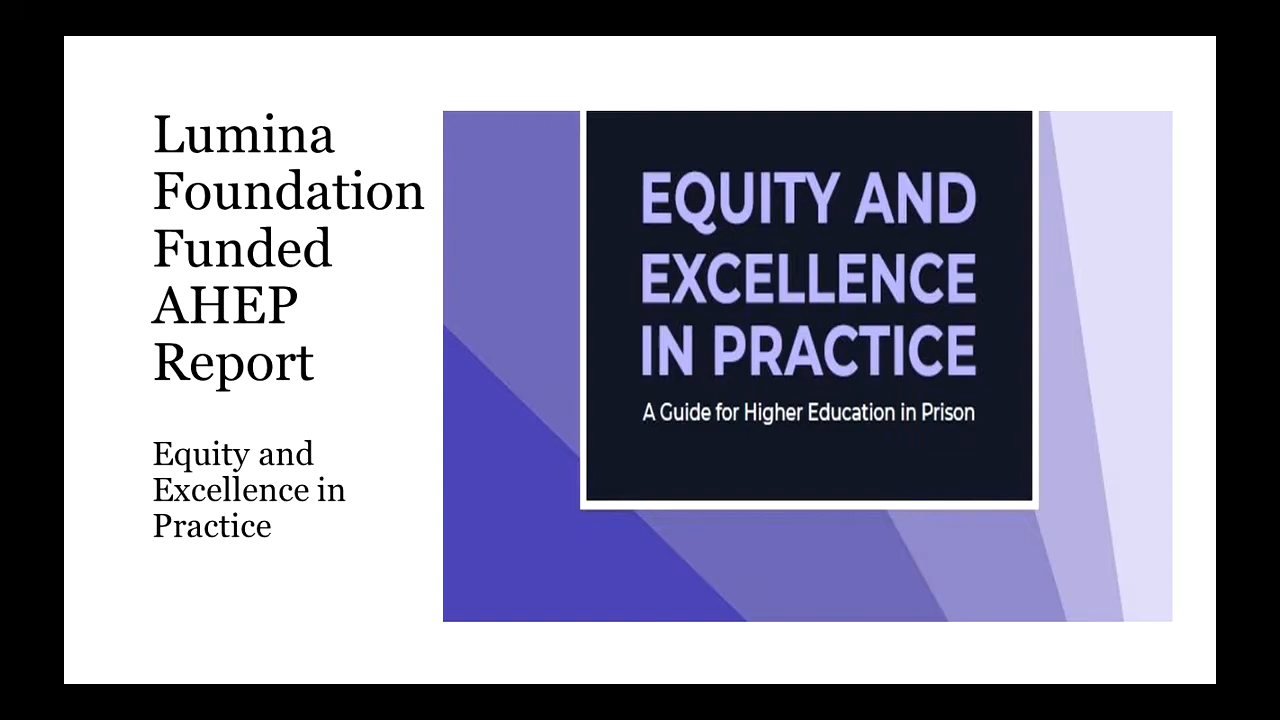 Lumina
Foundation
Funded
AHEP
Report
Equity and
Excellence in
Practice
EQUITY AND
EXCELLENCE
IN PRACTICE
A Guide for Higher Education in Prison